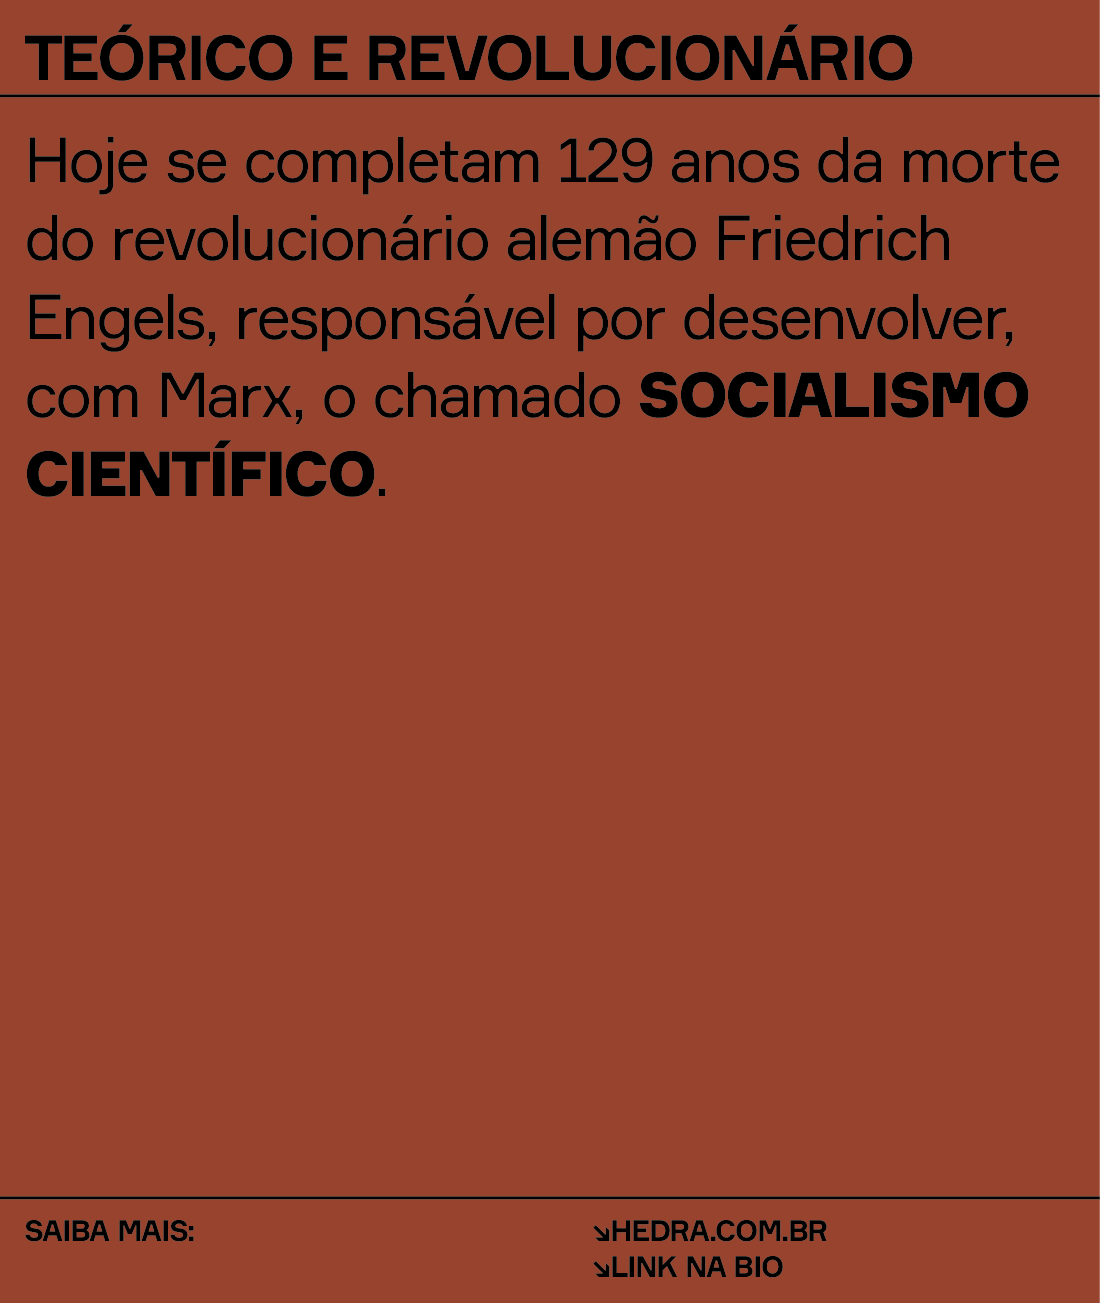 TEÓRICO E REVOLUCIONÁRIO
Hoje se completam 129 anos da morte
do revolucionário alemão Friedrich
Engels, responsável por desenvolver,
com Marx, o chamado SOCIALISMO
CIENTÍFICO.
SAIBA MAIS:
↘HEDRA.COM.BR
↘LINK NA BIO